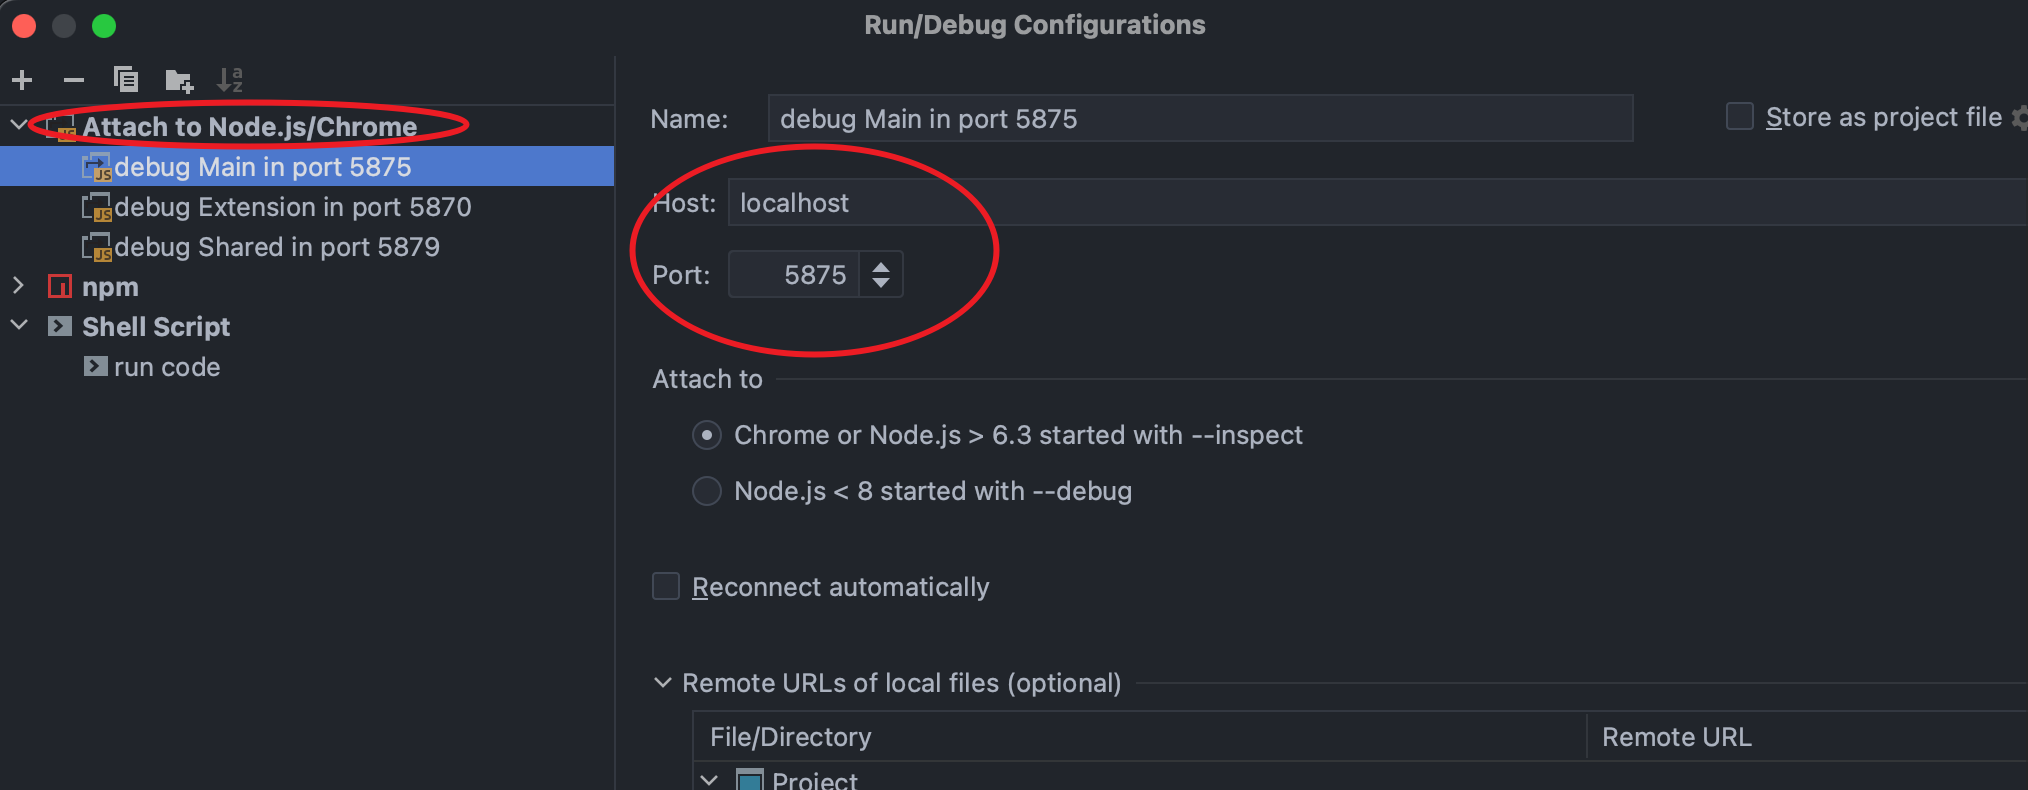 Run/Debug Configurations
Attach to Node.js/Chrome
debug Main in port 5875
debug Extension in port 5870
debug Shared in port 5879
npm
Shell Script
run code
Name: debug Main in port 5875
Store as project file
Host: localhost
Port: 5875
Attach to
Chrome or Node.js > 6.3 started with --inspect
Node.js < 8 started with --debug
Reconnect automatically
Remote URLs of local files (optional)
File/Directory Remote URL
Project